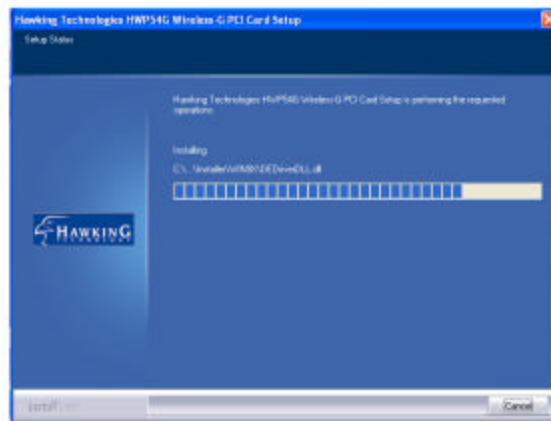 Hawking Technologies HWP54G Wireless-G PCI Card Setup
Setup Status
Hawking Technologies HWP54G Wireless-G PCI Card Setup is performing the requested
operations.
Installing
HAWKING
TECHNOLOGY
Cancel